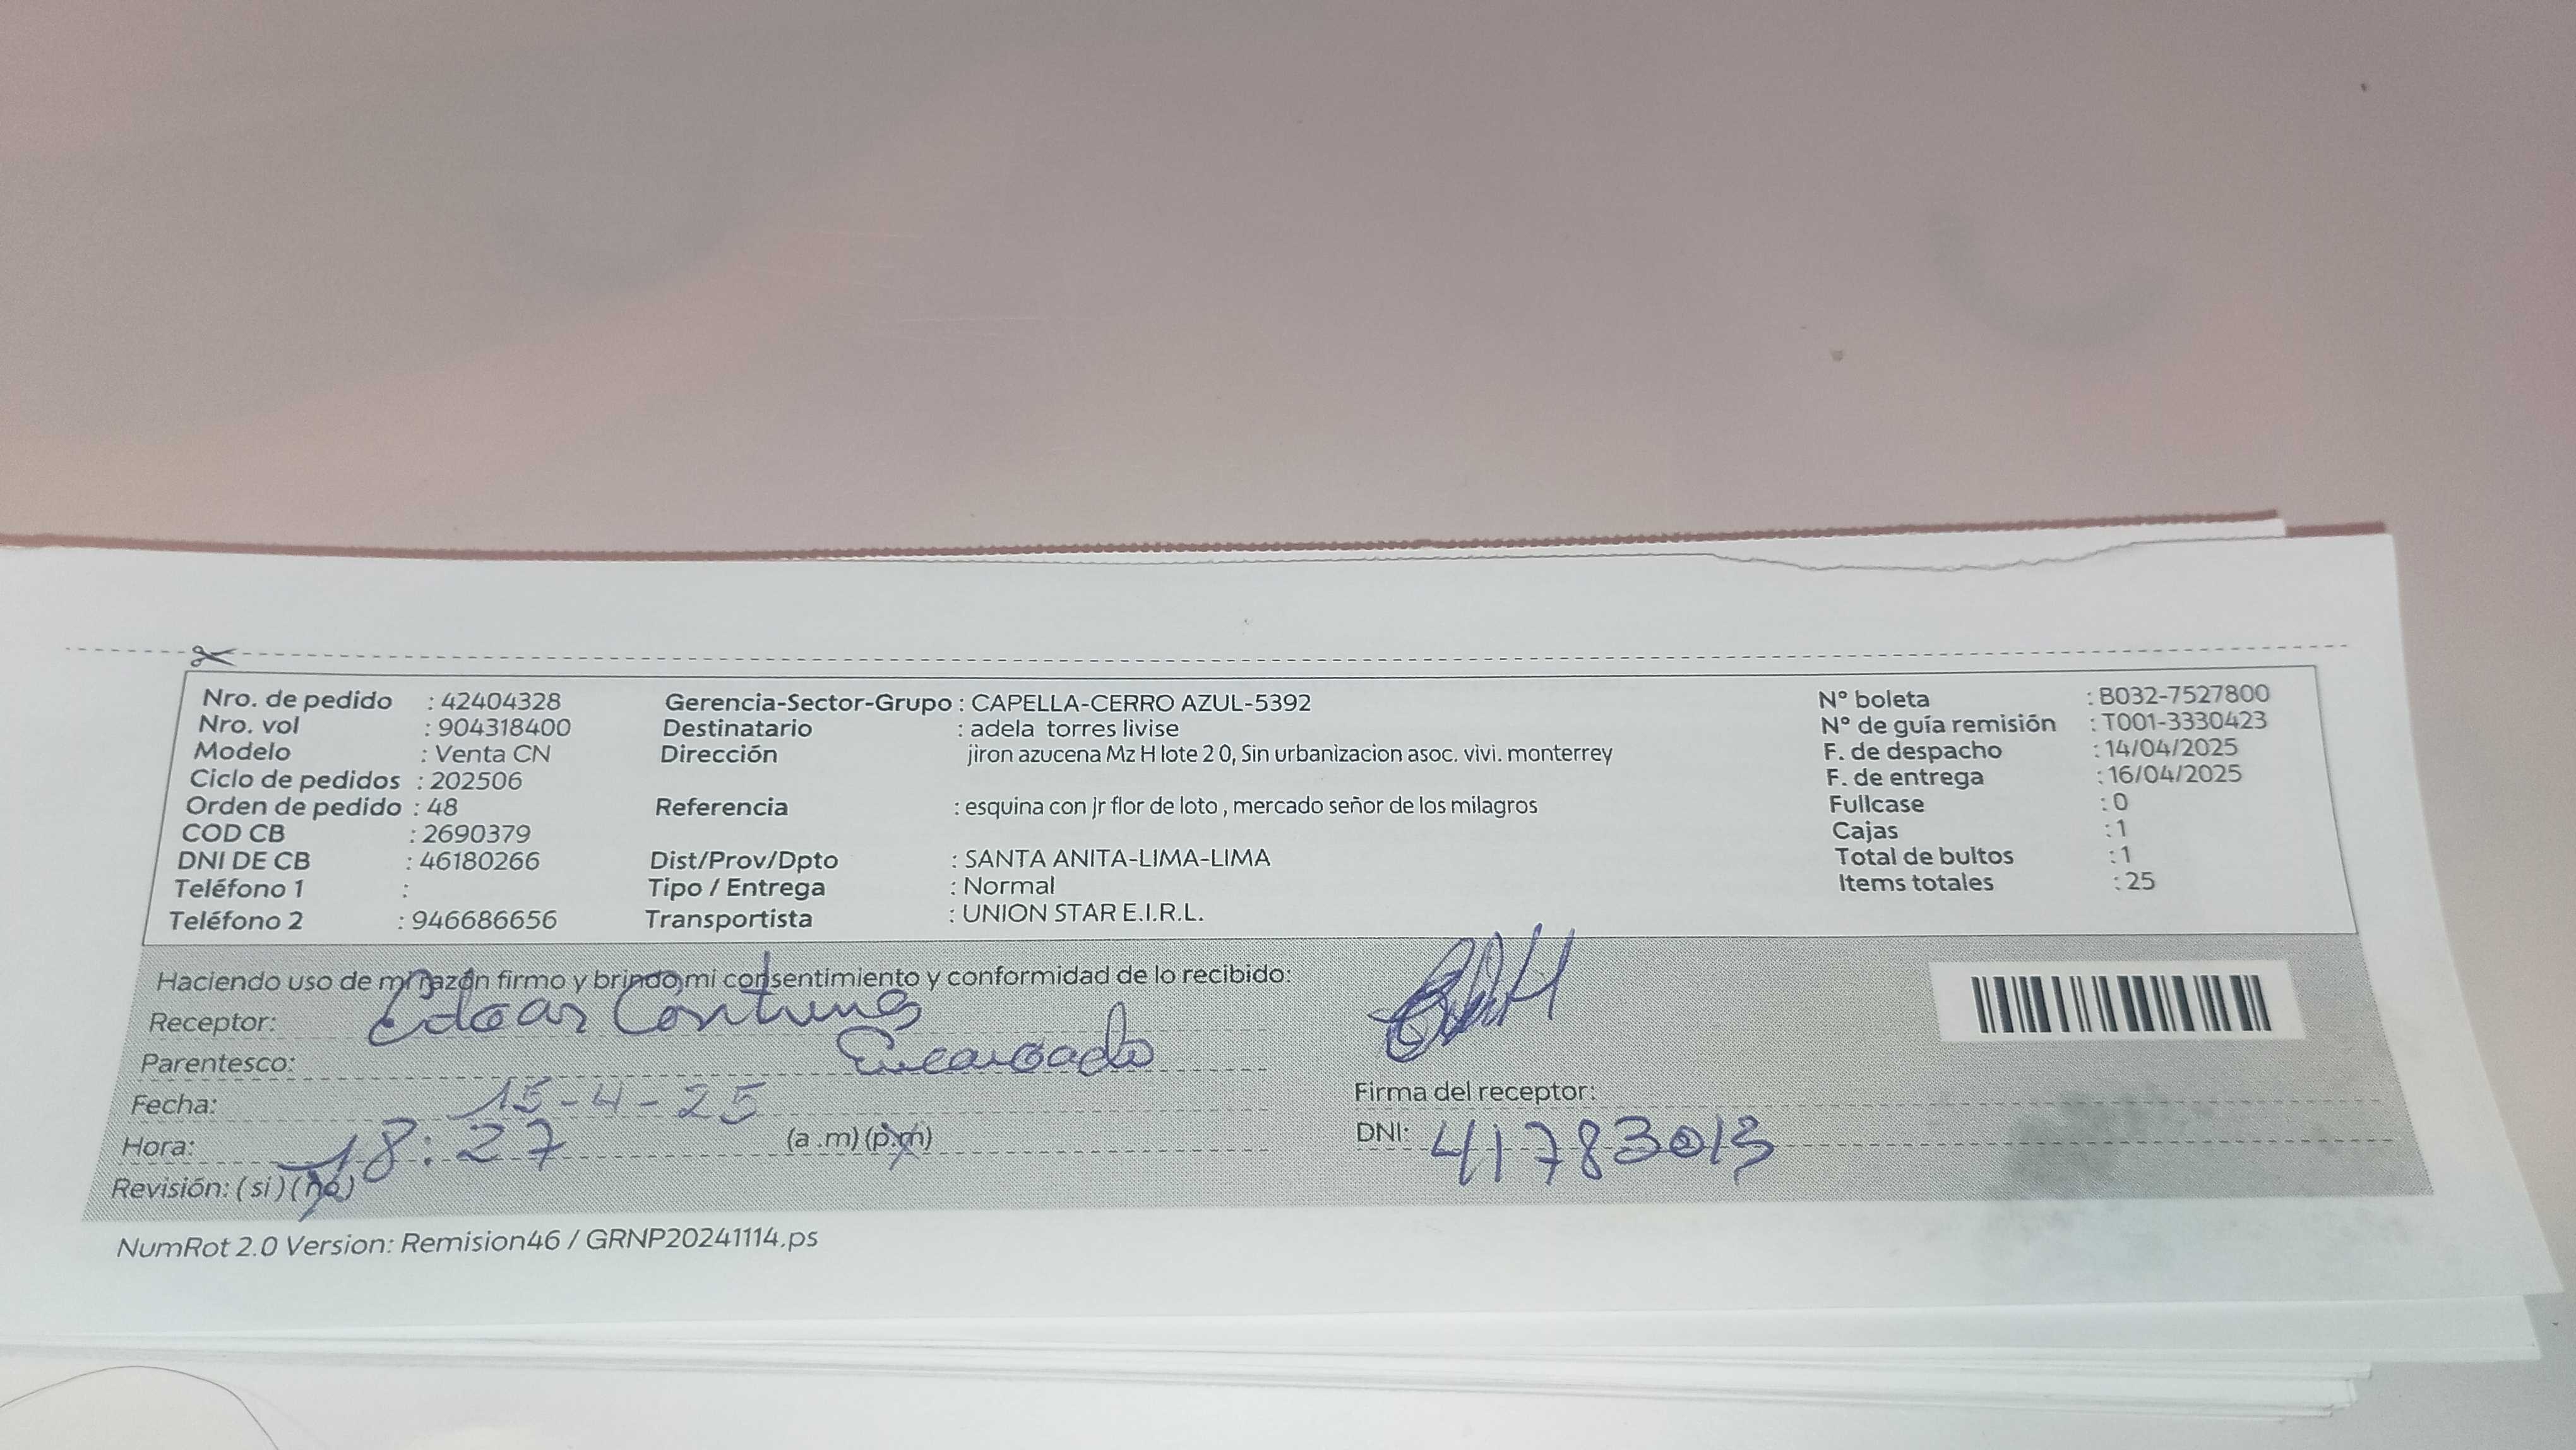 Nro. de pedido : 42404328 Gerencia-Sector-Grupo : CAPELLA-CERRO AZUL-5392 N° boleta : B032-7527800
Nro. vol : 904318400 Destinatario : adela torres livise N° de guía remisión : T001-3330423
Modelo : Venta CN Dirección jiron azucena Mz H lote 2 0, Sin urbanizacion asoc. vivi. monterrey F. de despacho : 14/04/2025
Ciclo de pedidos : 202506 F. de entrega : 16/04/2025
Orden de pedido : 48 Referencia : esquina con jr flor de loto , mercado señor de los milagros Fullcase : 0
COD CB : 2690379 Cajas : 1
DNI DE CB : 46180266 Dist/Prov/Dpto : SANTA ANITA-LIMA-LIMA Total de bultos : 1
Teléfono 1 : Tipo / Entrega : Normal Items totales : 25
Teléfono 2 : 946686656 Transportista : UNION STAR E.I.R.L.
Haciendo uso de mi razón firmo y brindo mi consentimiento y conformidad de lo recibido:
Receptor: Edgar
Parentesco: Encargado
Fecha: 15-4-25 Firma del receptor:
Hora: 18:27 (a .m) (p.m) DNI: 41783013
Revisión: ( si ) ( no )
NumRot 2.0 Version: Remision46 / GRNP20241114.ps